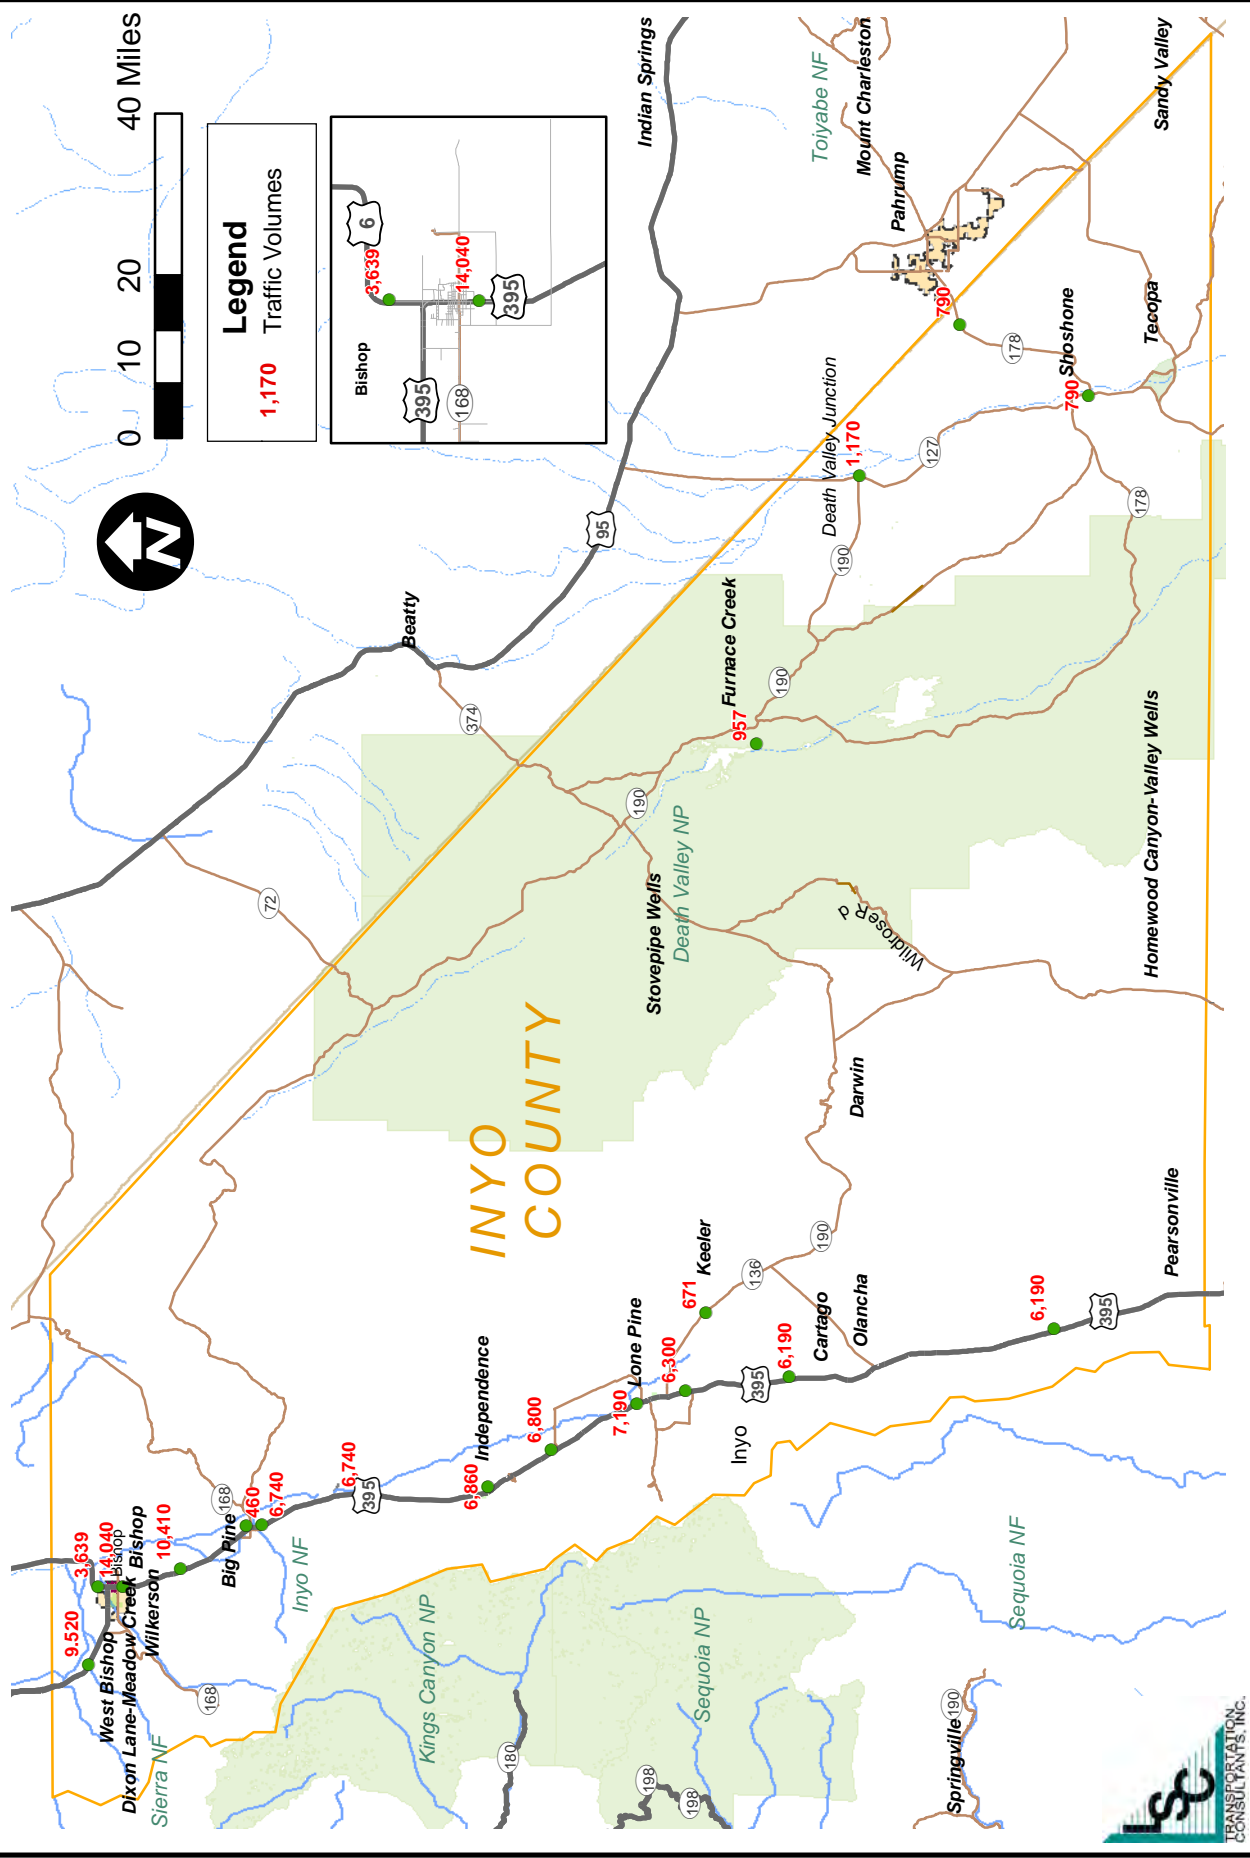 0 10 20 40 Miles
N
Legend
1,170 Traffic Volumes
Bishop
6
3,639
14,040
395
395
168
Indian Springs
Toiyabe NF
Mount Charleston
Sandy Valley
Pahrump
790
178
Shoshone
790
Tecopa
Death Valley Junction
1,170
127
190
178
95
Beatty
374
Furnace Creek
957
190
190
Stovepipe Wells
Death Valley NP
72
Wildrose Rd
Homewood Canyon-Valley Wells
INYO
COUNTY
Darwin
Pearsonville
190
136
Keeler
671
Cartago
Olancha
6,190
395
6,190
395
Lone Pine
6,300
7,190
Inyo
Independence
6,800
6,860
6,740
395
6,740
460
168
Big Pine
10,410
3,639
14,040
Bishop
Bishop
9.520
West Bishop
Dixon Lane-Meadow Creek
Wilkerson
168
Inyo NF
Sierra NF
Kings Canyon NP
180
Sequoia NP
198
198
Sequoia NF
Springville
190
LSC
TRANSPORTATION
CONSULTANTS, INC.